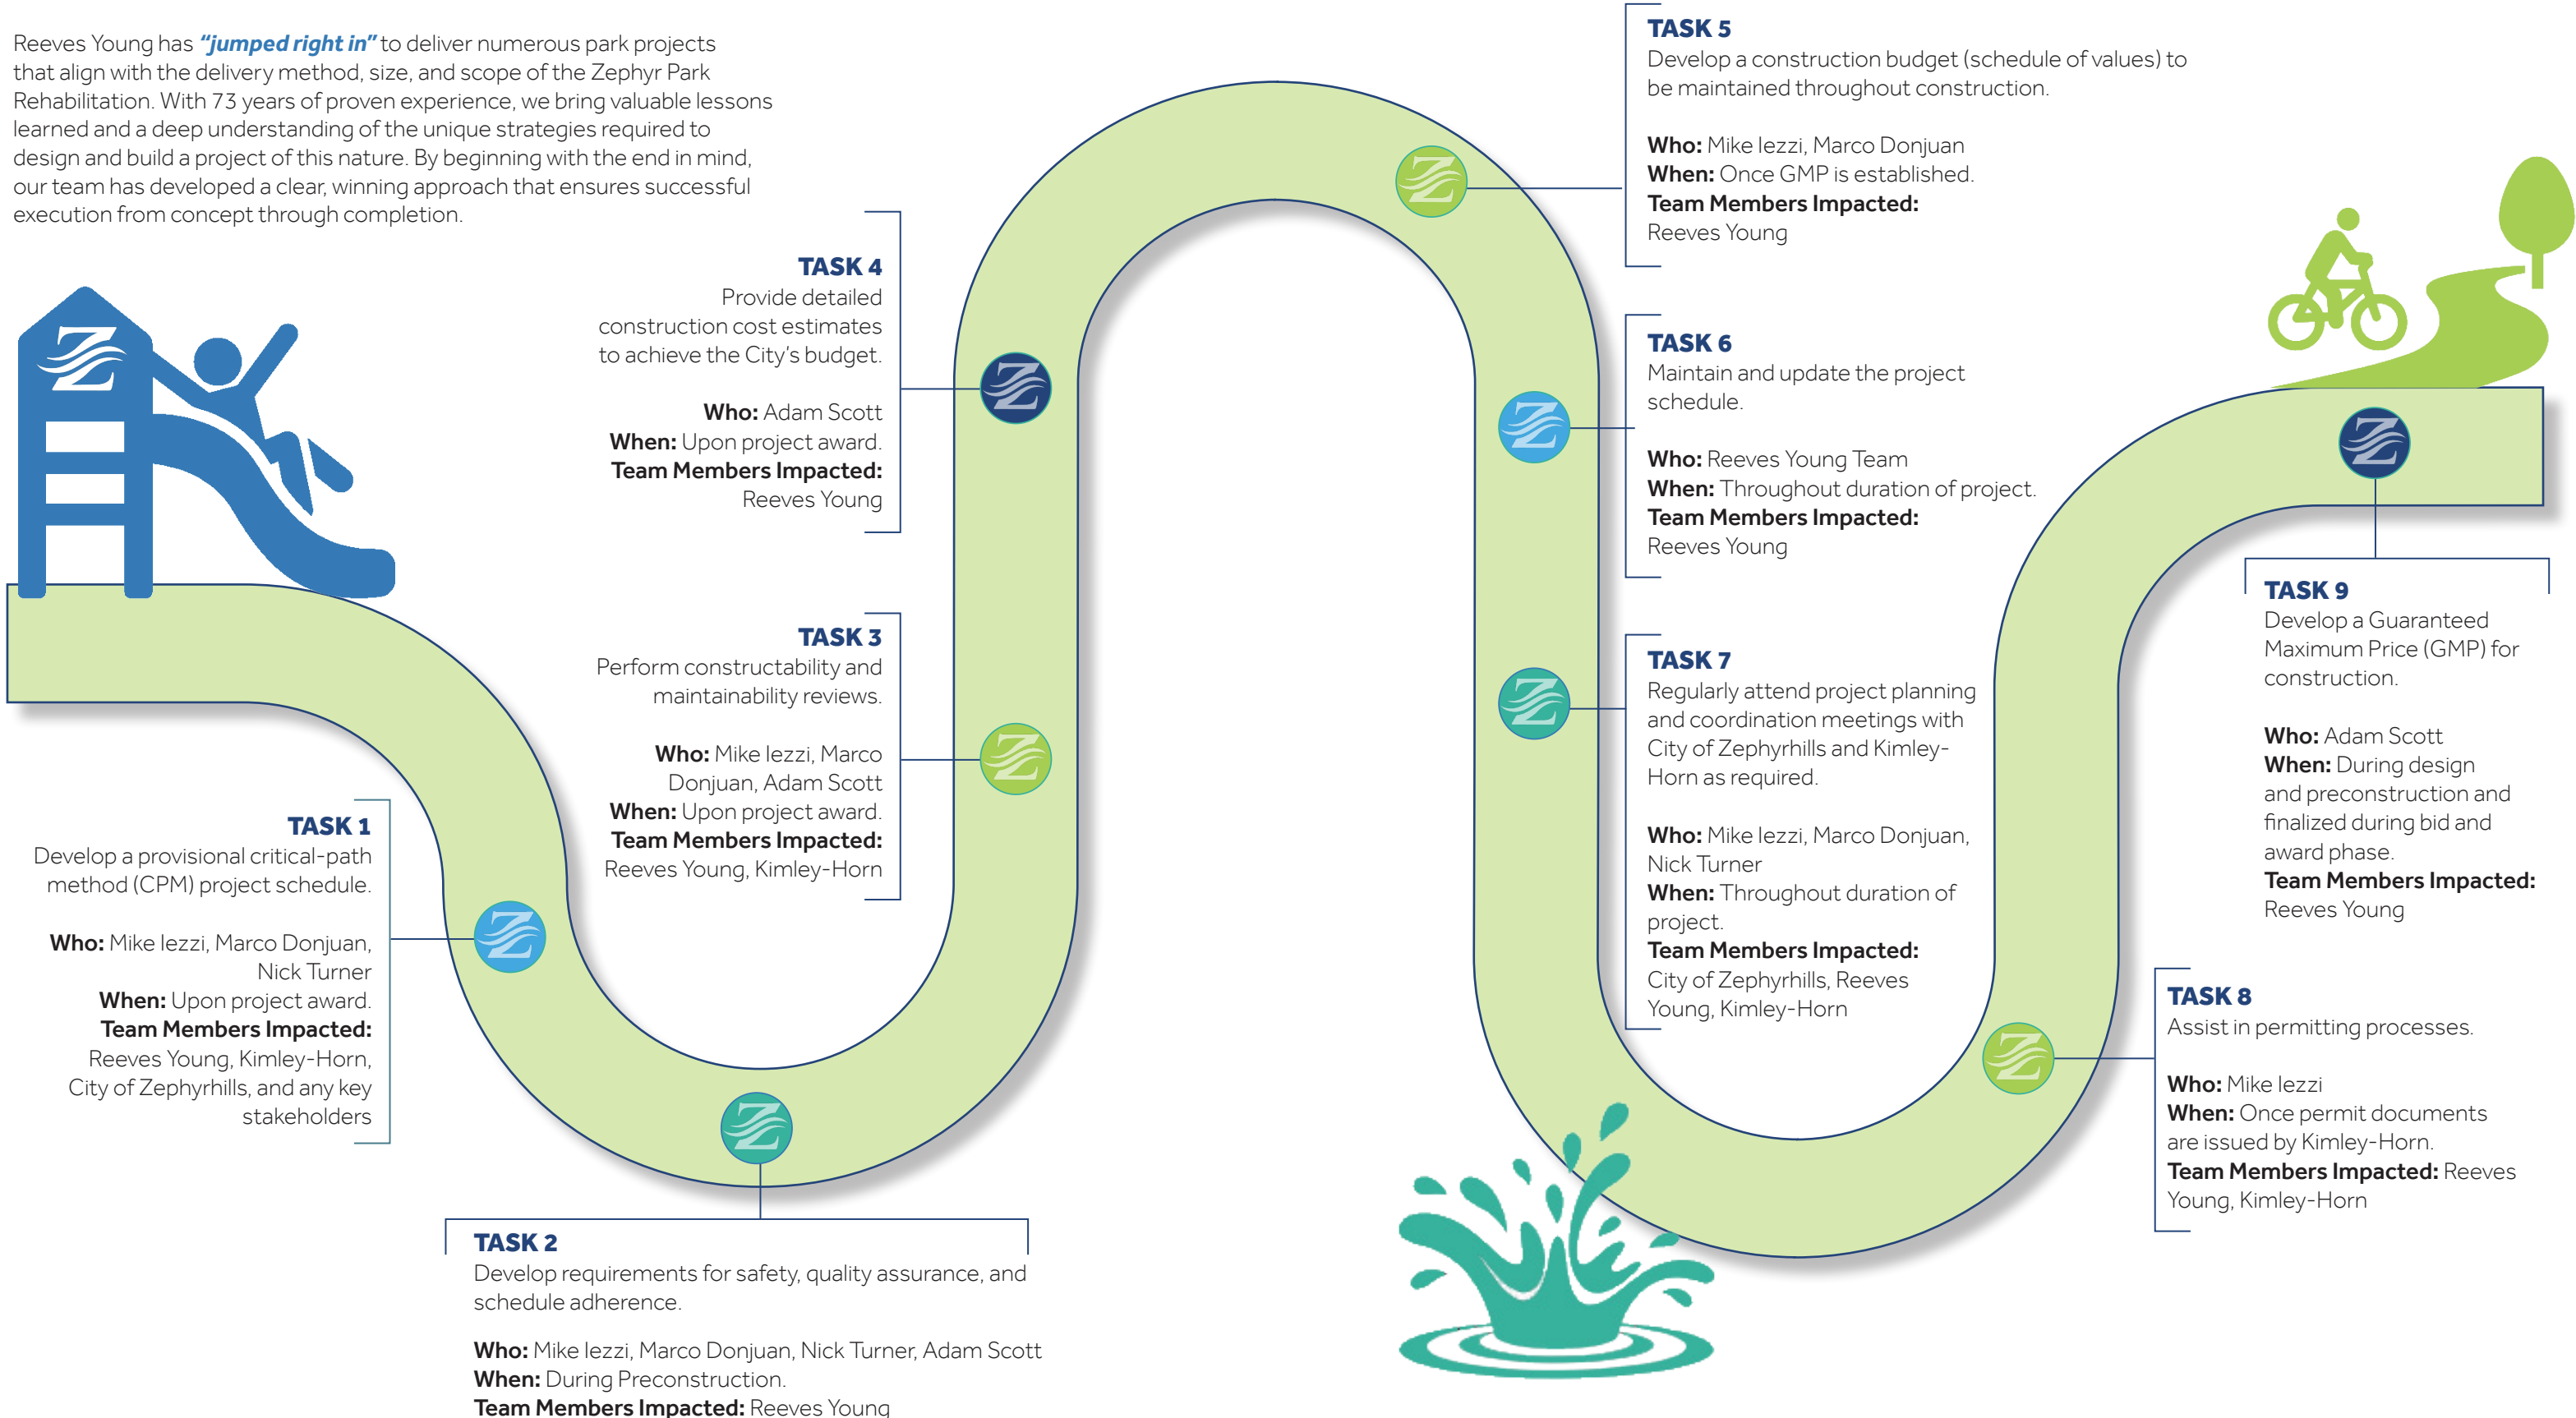 Reeves Young has “jumped right in” to deliver numerous park projects
that align with the delivery method, size, and scope of the Zephyr Park
Rehabilitation. With 73 years of proven experience, we bring valuable lessons
learned and a deep understanding of the unique strategies required to
design and build a project of this nature. By beginning with the end in mind,
our team has developed a clear, winning approach that ensures successful
execution from concept through completion.
TASK 1
Develop a provisional critical-path
method (CPM) project schedule.
Who: Mike Iezzi, Marco Donjuan,
Nick Turner
When: Upon project award.
Team Members Impacted:
Reeves Young, Kimley-Horn,
City of Zephyrhills, and any key
stakeholders
TASK 2
Develop requirements for safety, quality assurance, and
schedule adherence.
Who: Mike Iezzi, Marco Donjuan, Nick Turner, Adam Scott
When: During Preconstruction.
Team Members Impacted: Reeves Young
TASK 3
Perform constructability and
maintainability reviews.
Who: Mike Iezzi, Marco
Donjuan, Adam Scott
When: Upon project award.
Team Members Impacted:
Reeves Young, Kimley-Horn
TASK 4
Provide detailed
construction cost estimates
to achieve the City’s budget.
Who: Adam Scott
When: Upon project award.
Team Members Impacted:
Reeves Young
TASK 5
Develop a construction budget (schedule of values) to
be maintained throughout construction.
Who: Mike Iezzi, Marco Donjuan
When: Once GMP is established.
Team Members Impacted:
Reeves Young
TASK 6
Maintain and update the project
schedule.
Who: Reeves Young Team
When: Throughout duration of project.
Team Members Impacted:
Reeves Young
TASK 7
Regularly attend project planning
and coordination meetings with
City of Zephyrhills and Kimley-
Horn as required.
Who: Mike Iezzi, Marco Donjuan,
Nick Turner
When: Throughout duration of
project.
Team Members Impacted:
City of Zephyrhills, Reeves
Young, Kimley-Horn
TASK 8
Assist in permitting processes.
Who: Mike Iezzi
When: Once permit documents
are issued by Kimley-Horn.
Team Members Impacted: Reeves
Young, Kimley-Horn
TASK 9
Develop a Guaranteed
Maximum Price (GMP) for
construction.
Who: Adam Scott
When: During design
and preconstruction and
finalized during bid and
award phase.
Team Members Impacted:
Reeves Young
Z
Z
Z
Z
Z
Z
Z
Z
Z
Z